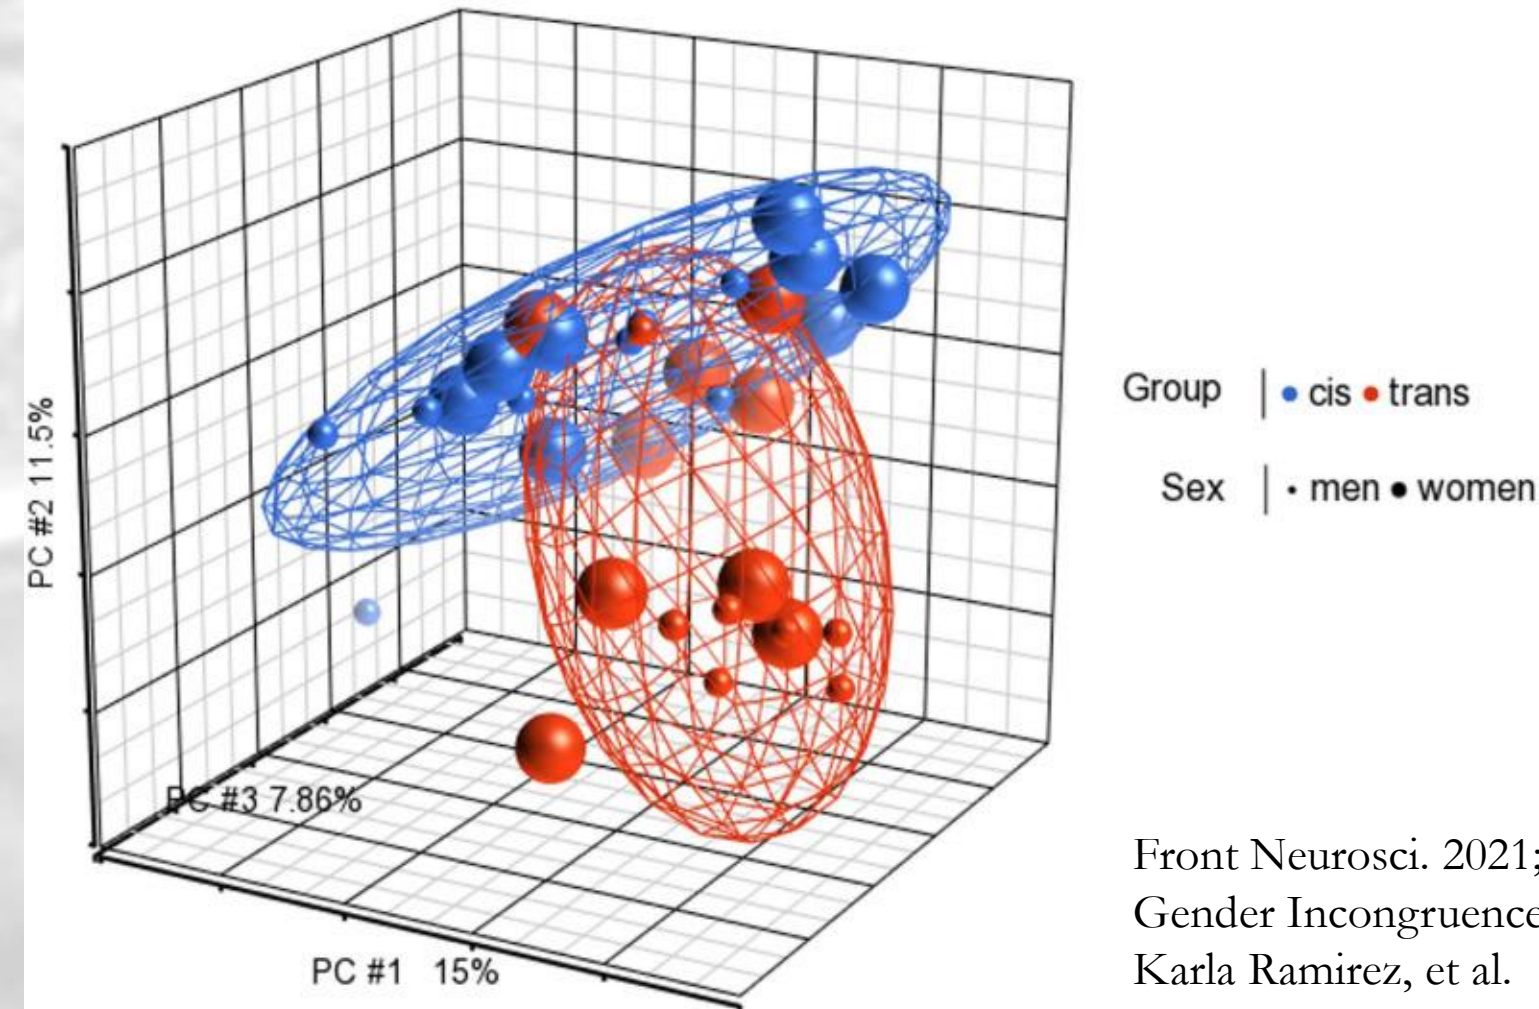 PC #2 11.5%
PC #3 7.86%
PC #1 15%
Group cis trans
Sex men women
Front Neurosci. 2021;
Gender Incongruence
Karla Ramirez, et al.